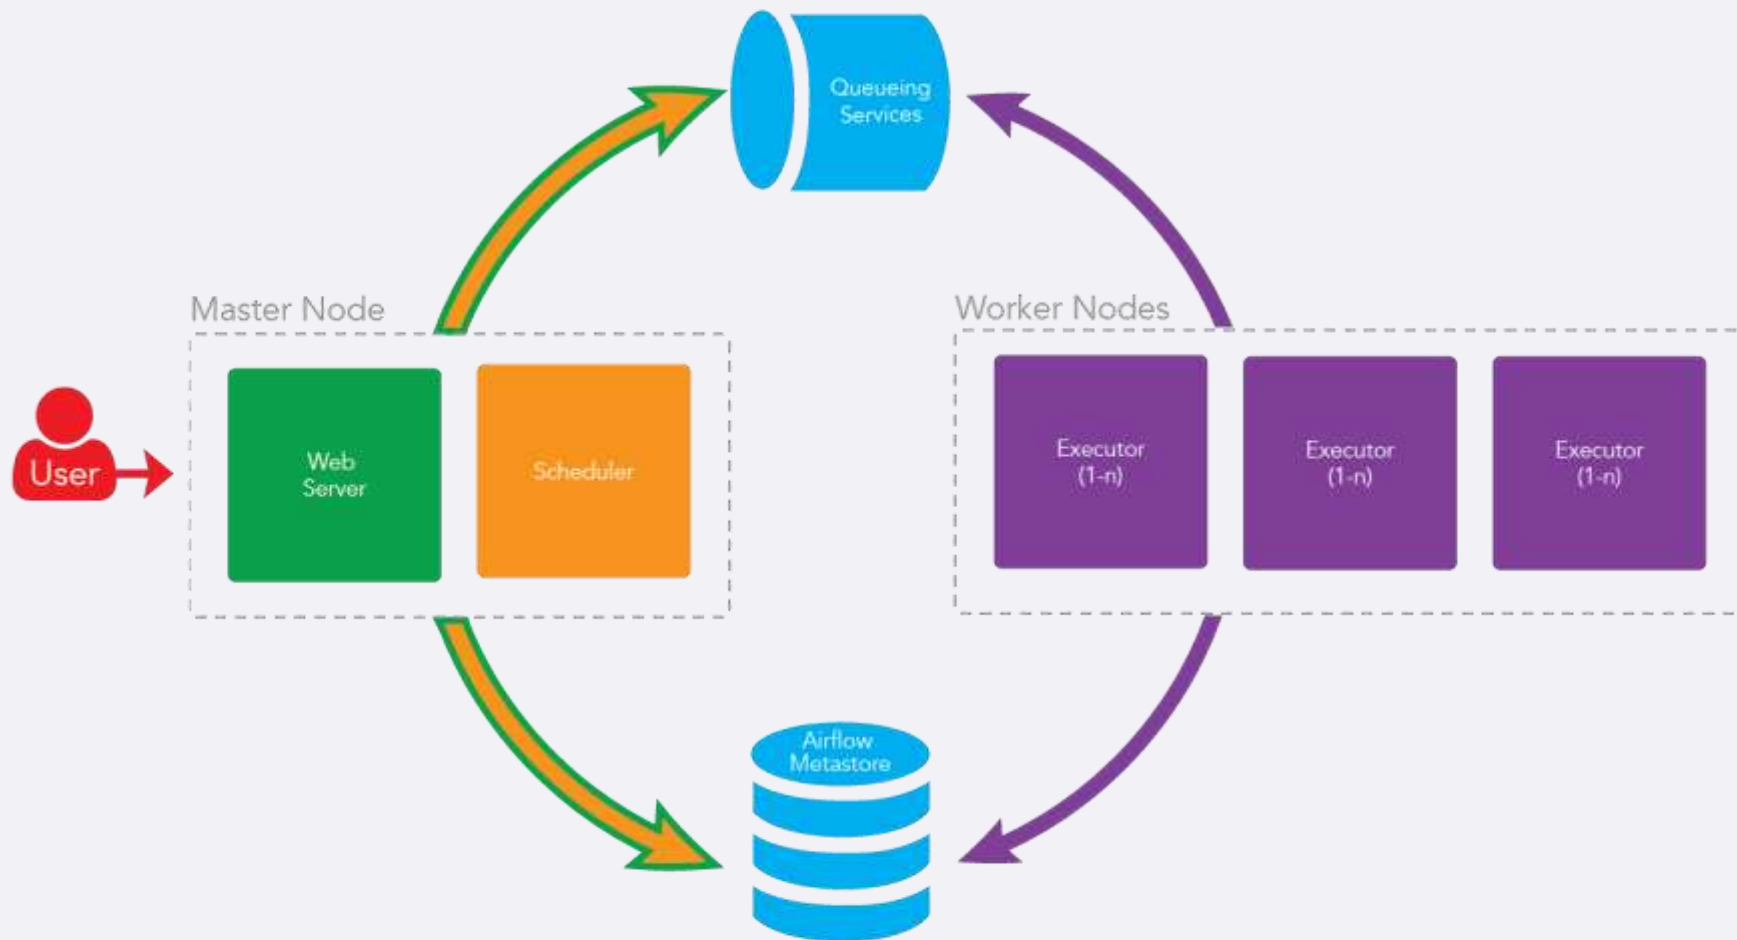 Queueing
Services
Master Node
Worker Nodes
User
Web
Server
Scheduler
Executor
(1-n)
Executor
(1-n)
Executor
(1-n)
Airflow
Metastore